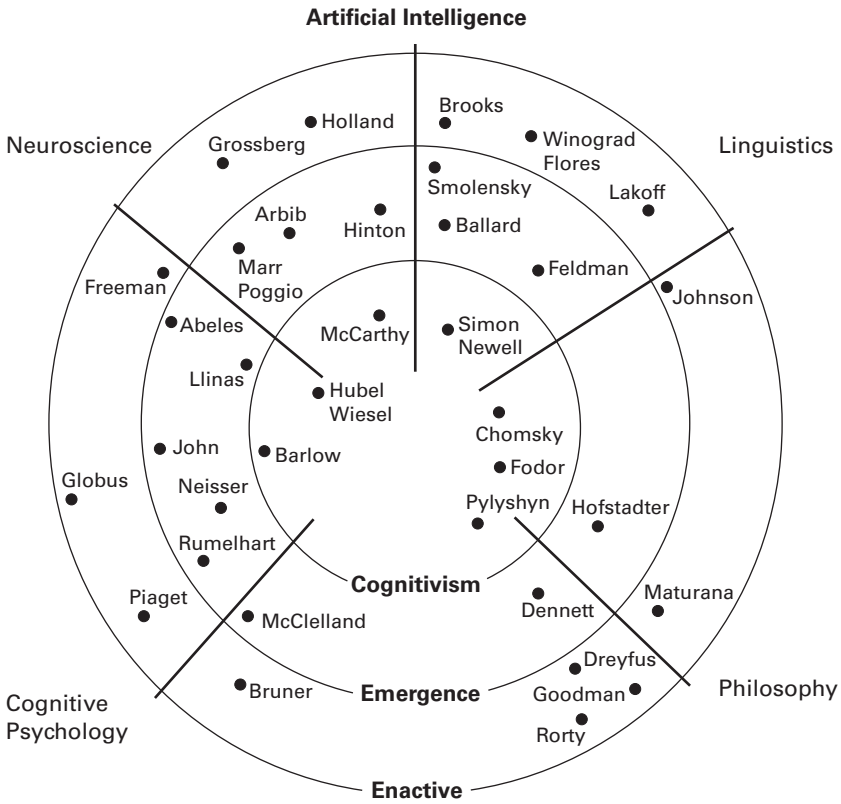 Artificial Intelligence
Brooks
Holland
Winograd
Flores
Neuroscience
Grossberg
Linguistics
Smolensky
Lakoff
Arbib
Hinton
Ballard
Marr
Poggio
Feldman
Freeman
Johnson
Abeles
McCarthy
Simon
Newell
Llinas
Hubel
Wiesel
Chomsky
John
Barlow
Fodor
Globus
Neisser
Pylyshyn
Hofstadter
Rumelhart
Cognitivism
Piaget
Maturana
Dennett
McClelland
Dreyfus
Bruner
Emergence
Goodman
Philosophy
Cognitive
Psychology
Rorty
Enactive